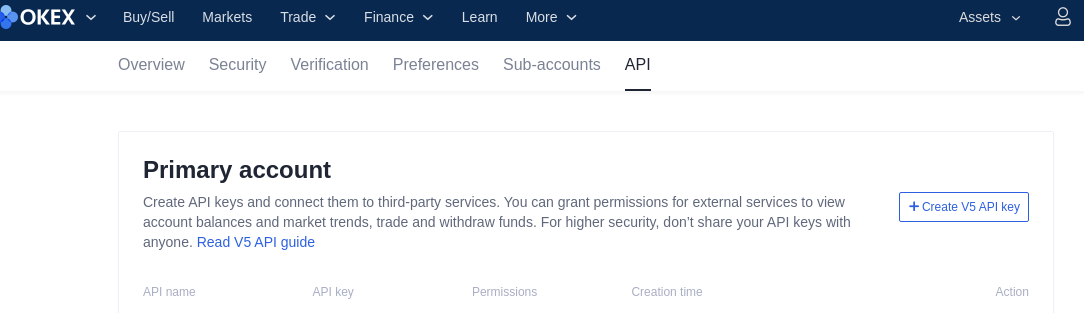 OKEX Buy/Sell Markets Trade Finance Learn More Assets
Overview Security Verification Preferences Sub-accounts API
Primary account
Create API keys and connect them to third-party services. You can grant permissions for external services to view
account balances and market trends, trade and withdraw funds. For higher security, don’t share your API keys with
anyone. Read V5 API guide
+ Create V5 API key
API name API key Permissions Creation time Action